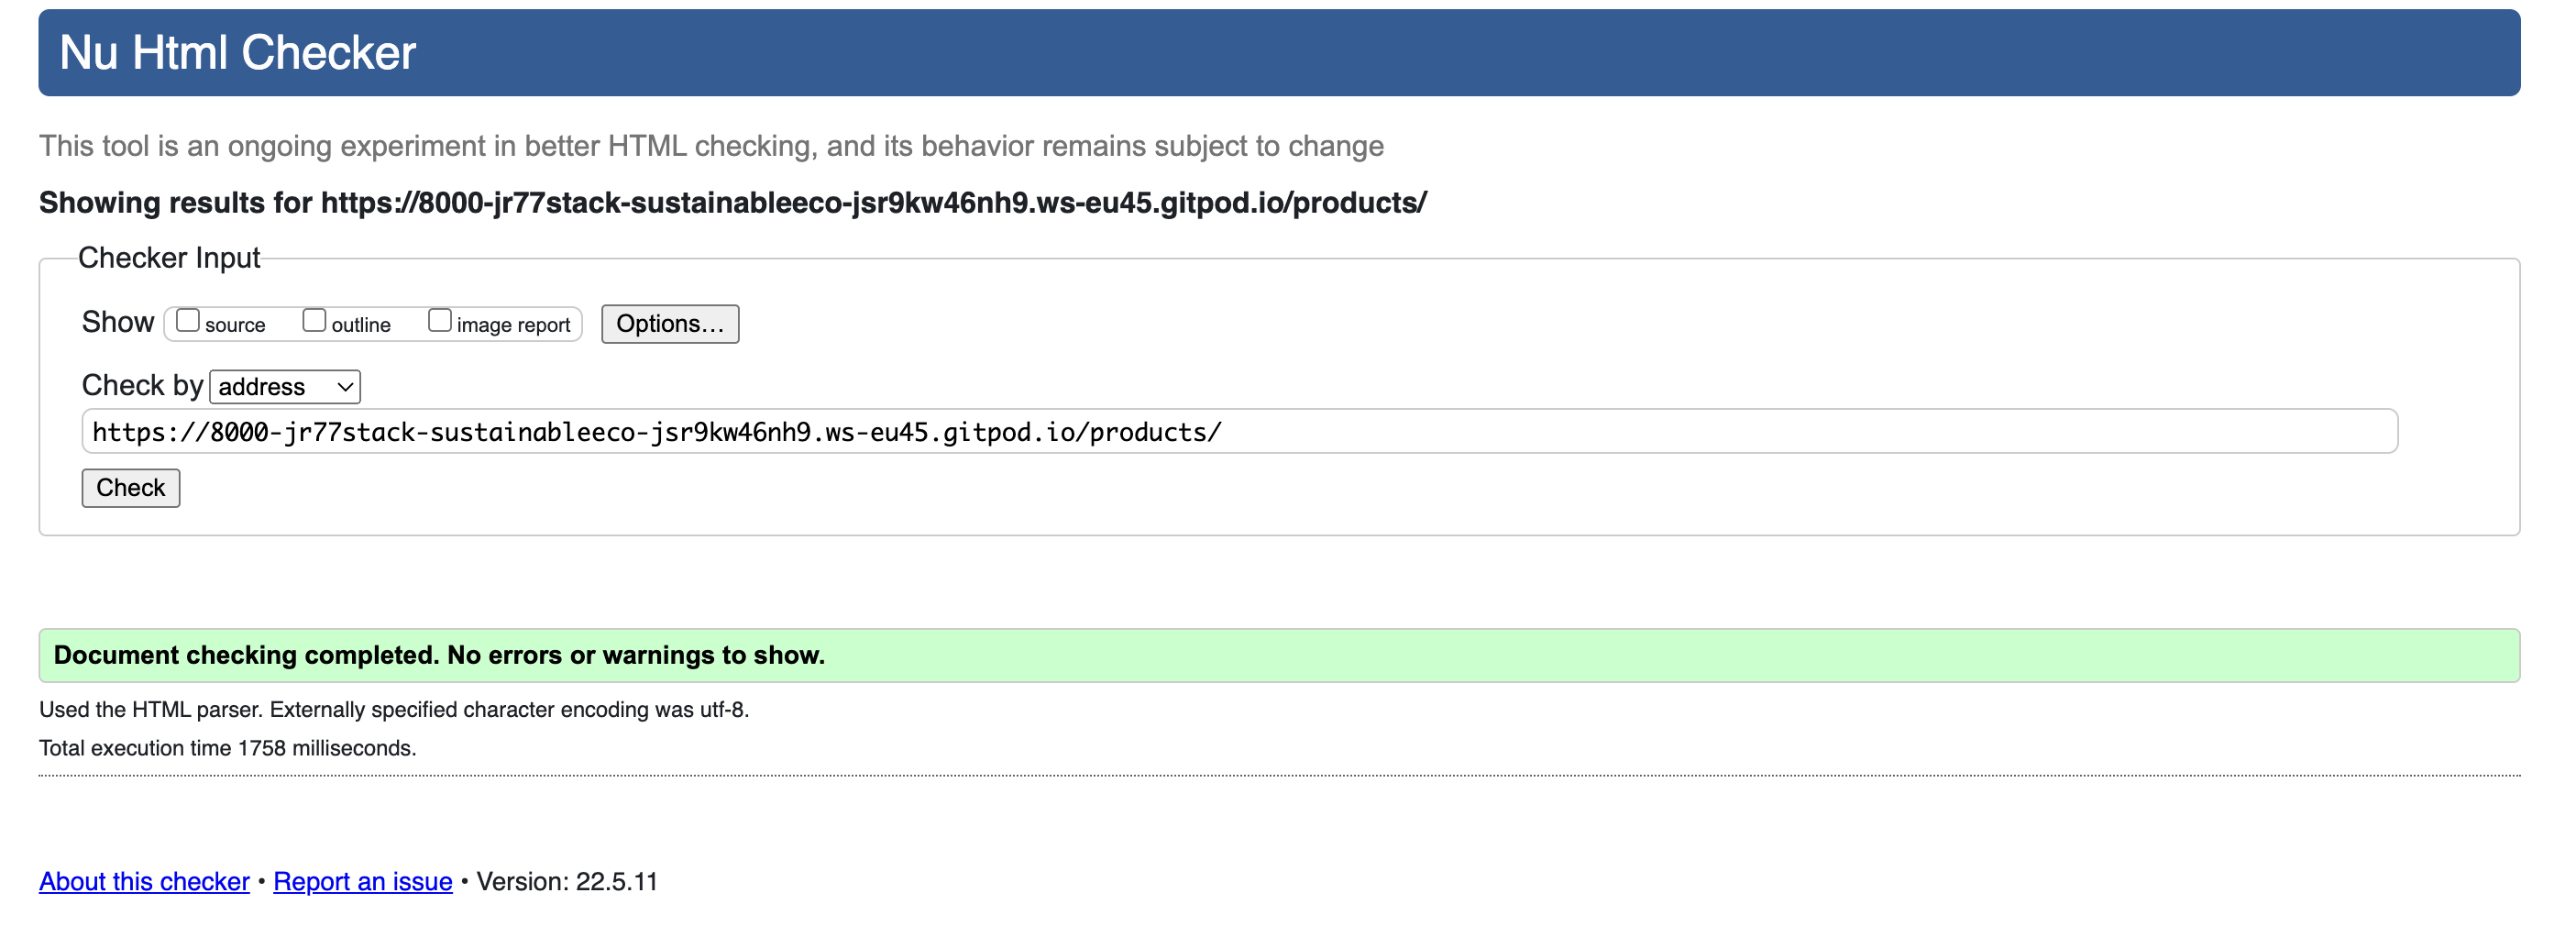 Nu Html Checker
This tool is an ongoing experiment in better HTML checking, and its behavior remains subject to change
Showing results for https://8000-jr77stack-sustainableeco-jsr9kw46nh9.ws-eu45.gitpod.io/products/
Checker Input
Show source outline image report Options...
Check by address
https://8000-jr77stack-sustainableeco-jsr9kw46nh9.ws-eu45.gitpod.io/products/
Check
Document checking completed. No errors or warnings to show.
Used the HTML parser. Externally specified character encoding was utf-8.
Total execution time 1758 milliseconds.
About this checker • Report an issue • Version: 22.5.11